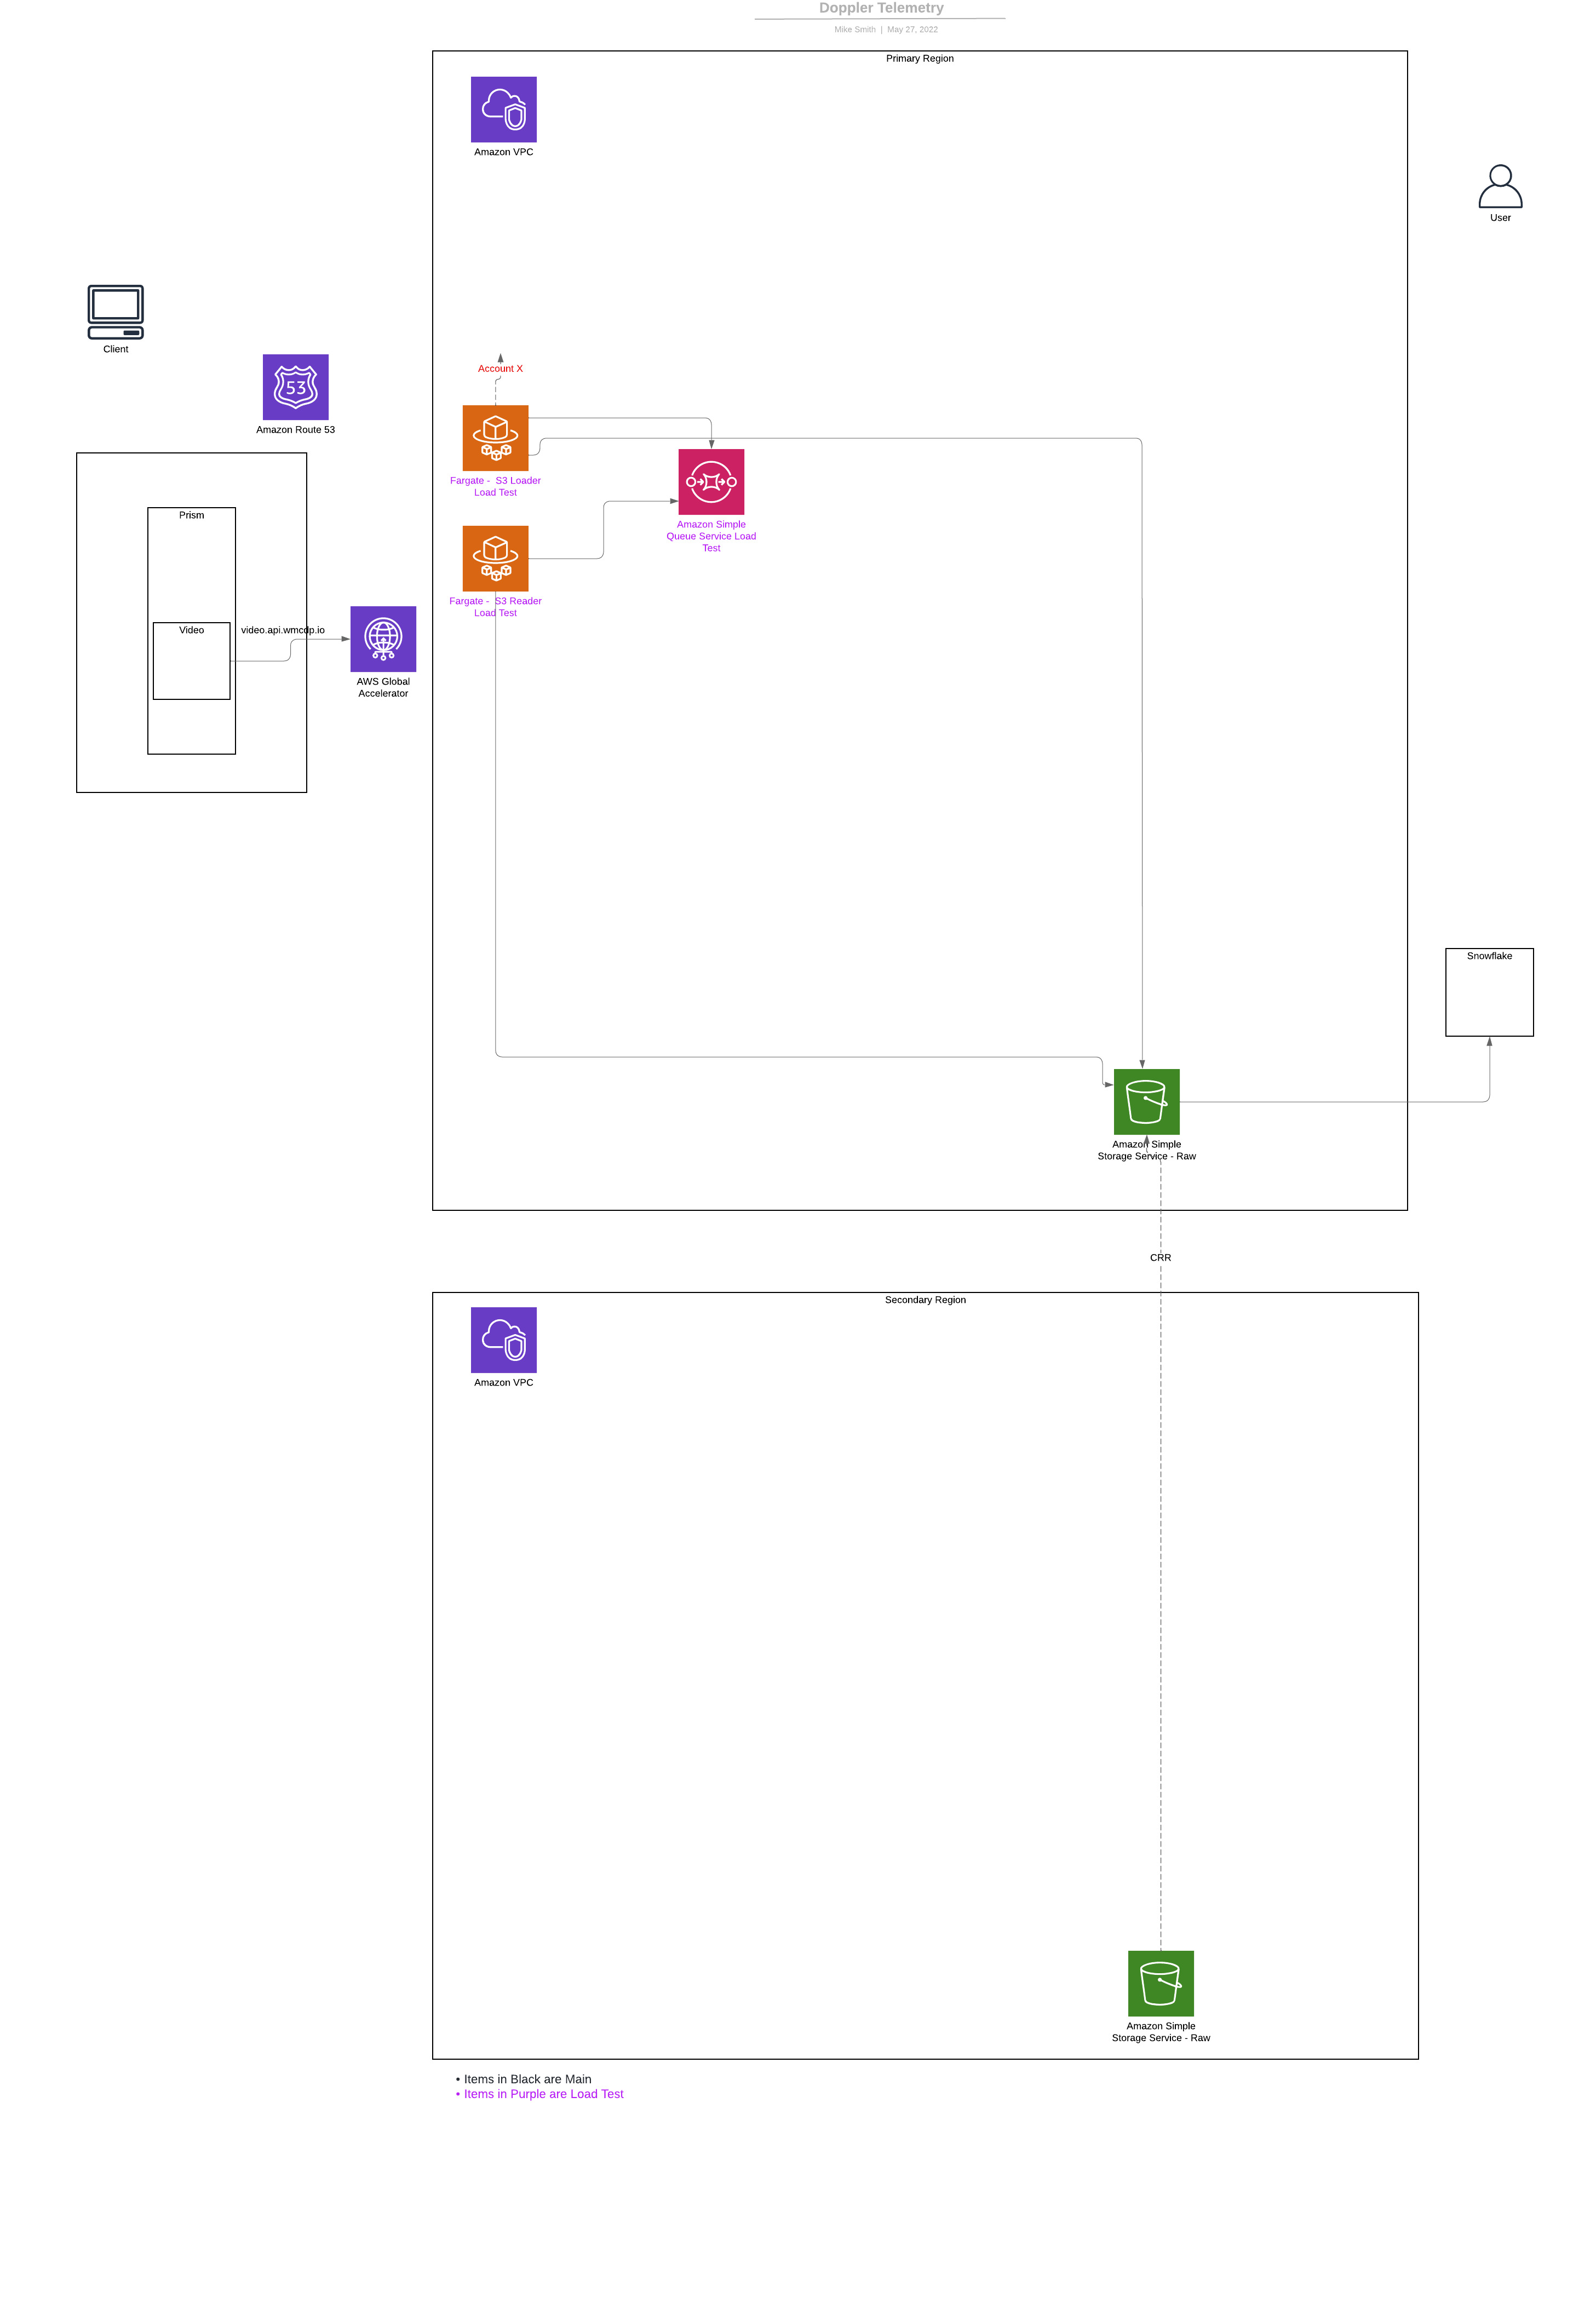 Doppler Telemetry
Mike Smith | May 27, 2022
Primary Region
Amazon VPC
User
Client
53
Amazon Route 53
Account X
Fargate - S3 Loader
Load Test
Amazon Simple
Queue Service Load
Test
Prism
Fargate - S3 Reader
Load Test
Video
video.api.wmcdp.io
AWS Global
Accelerator
Snowflake
Amazon Simple
Storage Service - Raw
CRR
Secondary Region
Amazon VPC
Amazon Simple
Storage Service - Raw
• Items in Black are Main
• Items in Purple are Load Test